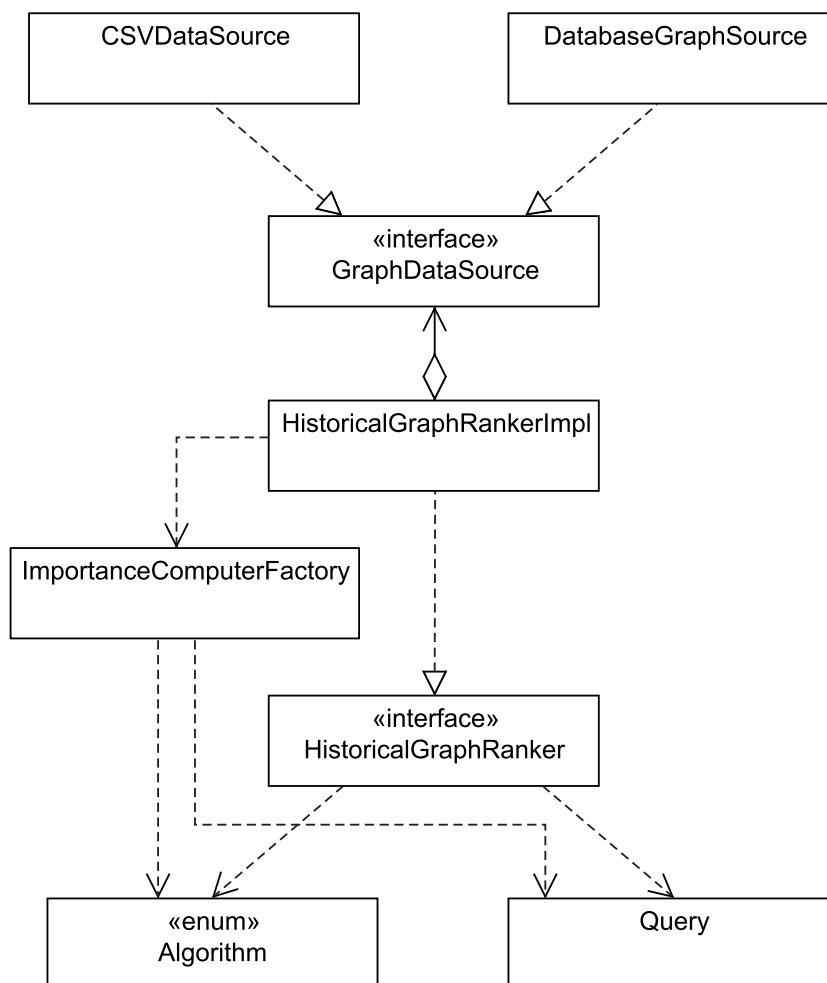 CSVDataSource
DatabaseGraphSource
«interface»
GraphDataSource
HistoricalGraphRankerImpl
ImportanceComputerFactory
«interface»
HistoricalGraphRanker
«enum»
Algorithm
Query